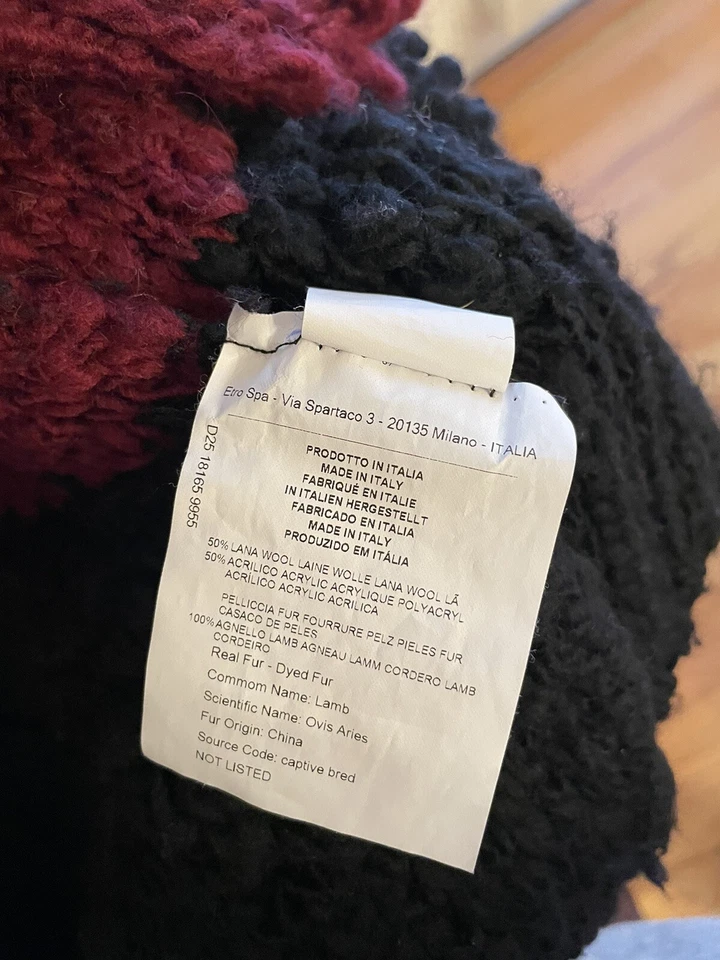 Etro Spa - Via Spartaco 3 - 20135 Milano - ITALIA
D25 18165 9955
PRODOTTO IN ITALIA
MADE IN ITALY
FABRIQUÉ EN ITALIE
IN ITALIEN HERGESTELLT
FABRICADO EN ITALIA
MADE IN ITALY
PRODUZIDO EM ITÁLIA
50% LANA WOOL LAINE WOLLE LANA WOOL LÃ
50% ACRILICO ACRYLIC ACRYLIQUE POLYACRYL
ACRÍLICO ACRYLIC ACRILICA
PELLICCIA FUR FOURRURE PELZ PIELES FUR
CASACO DE PELES
100% AGNELLO LAMB AGNEAU LAMM CORDERO LAMB
CORDEIRO
Real Fur - Dyed Fur
Commom Name: Lamb
Scientific Name: Ovis Aries
Fur Origin: China
Source Code: captive bred
NOT LISTED